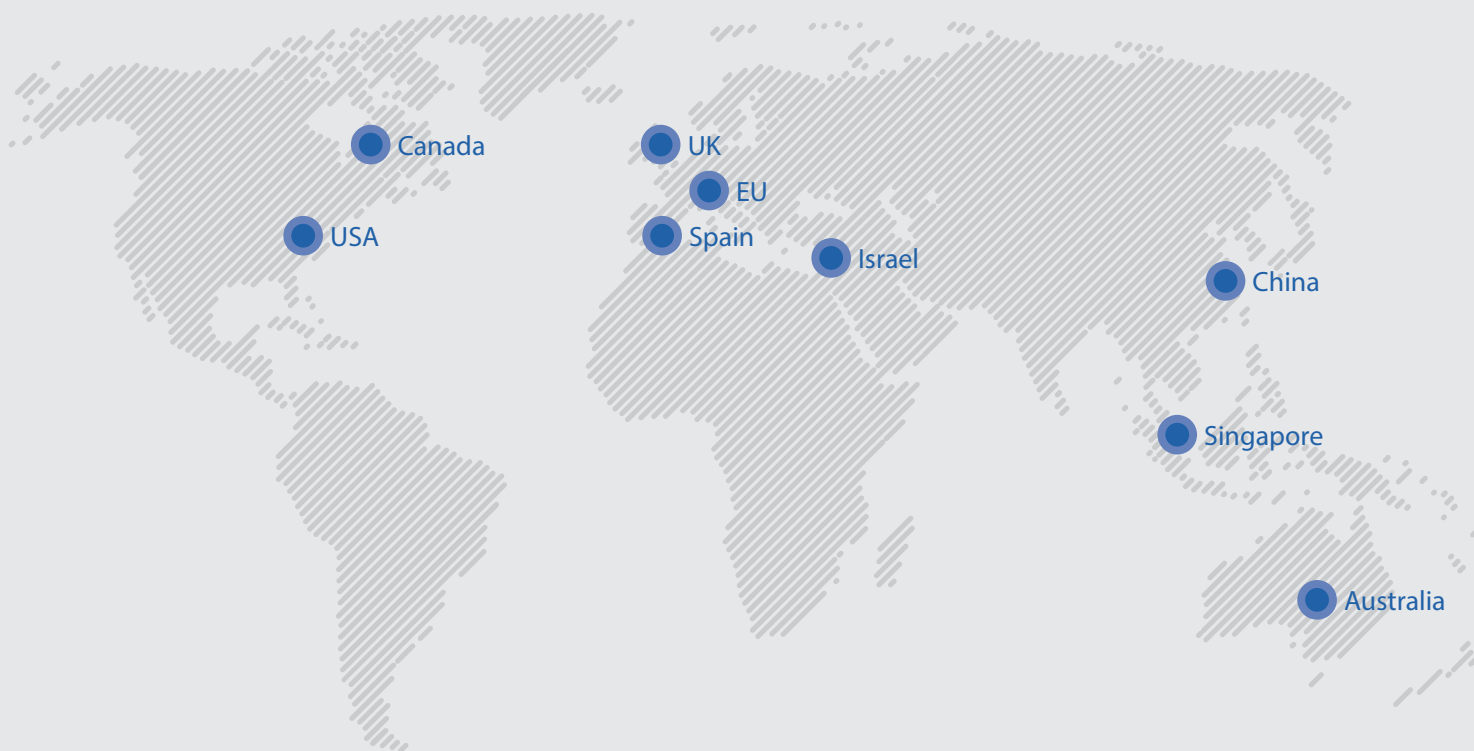 Canada
UK
EU
USA
Spain
Israel
China
Singapore
Australia